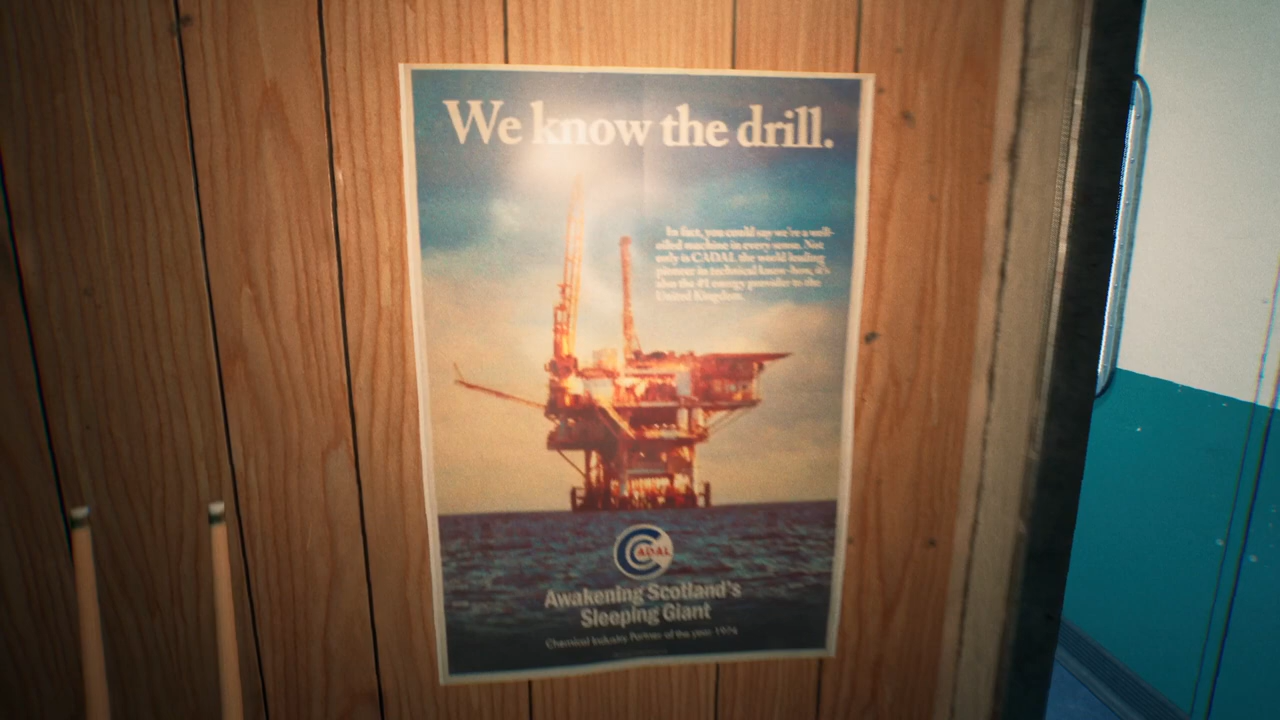 We know the drill.
In fact, you could say we're a well-
oiled machine in every sense. Not
only is CADAL the world leading
pioneer in technical know-how, it's
also the #1 energy provider to the
United Kingdom.
CADAL
Awakening Scotland's
Sleeping Giant
Chemical Industry Partner of the year 1974